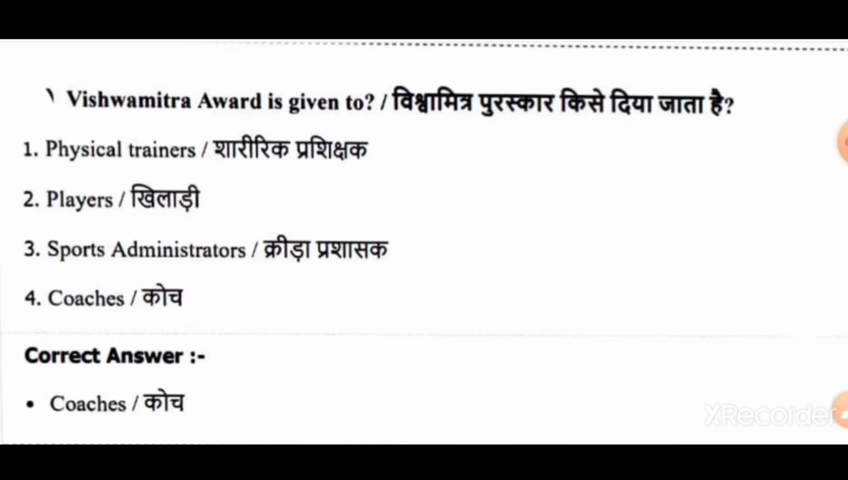 Vishwamitra Award is given to? / विश्वामित्र पुरस्कार किसे दिया जाता है?
1. Physical trainers / शारीरिक प्रशिक्षक
2. Players / खिलाड़ी
3. Sports Administrators / क्रीड़ा प्रशासक
4. Coaches / कोच
Correct Answer :-
• Coaches / कोच
XRecorder